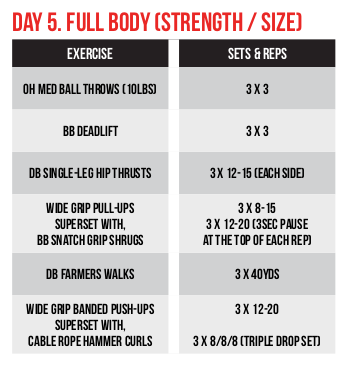 DAY 5. FULL BODY (STRENGTH / SIZE)
EXERCISE
SETS & REPS
OH MED BALL THROWS (10LBS)
3 X 3
BB DEADLIFT
3 X 3
DB SINGLE-LEG HIP THRUSTS
3 X 12-15 (EACH SIDE)
WIDE GRIP PULL-UPS
SUPERSET WITH,
BB SNATCH GRIP SHRUGS
3 X 8-15
3 X 12-20 (3SEC PAUSE
AT THE TOP OF EACH REP)
DB FARMERS WALKS
3 X 40YDS
WIDE GRIP BANDED PUSH-UPS
SUPERSET WITH,
CABLE ROPE HAMMER CURLS
3 X 12-20
3 X 8/8/8 (TRIPLE DROP SET)